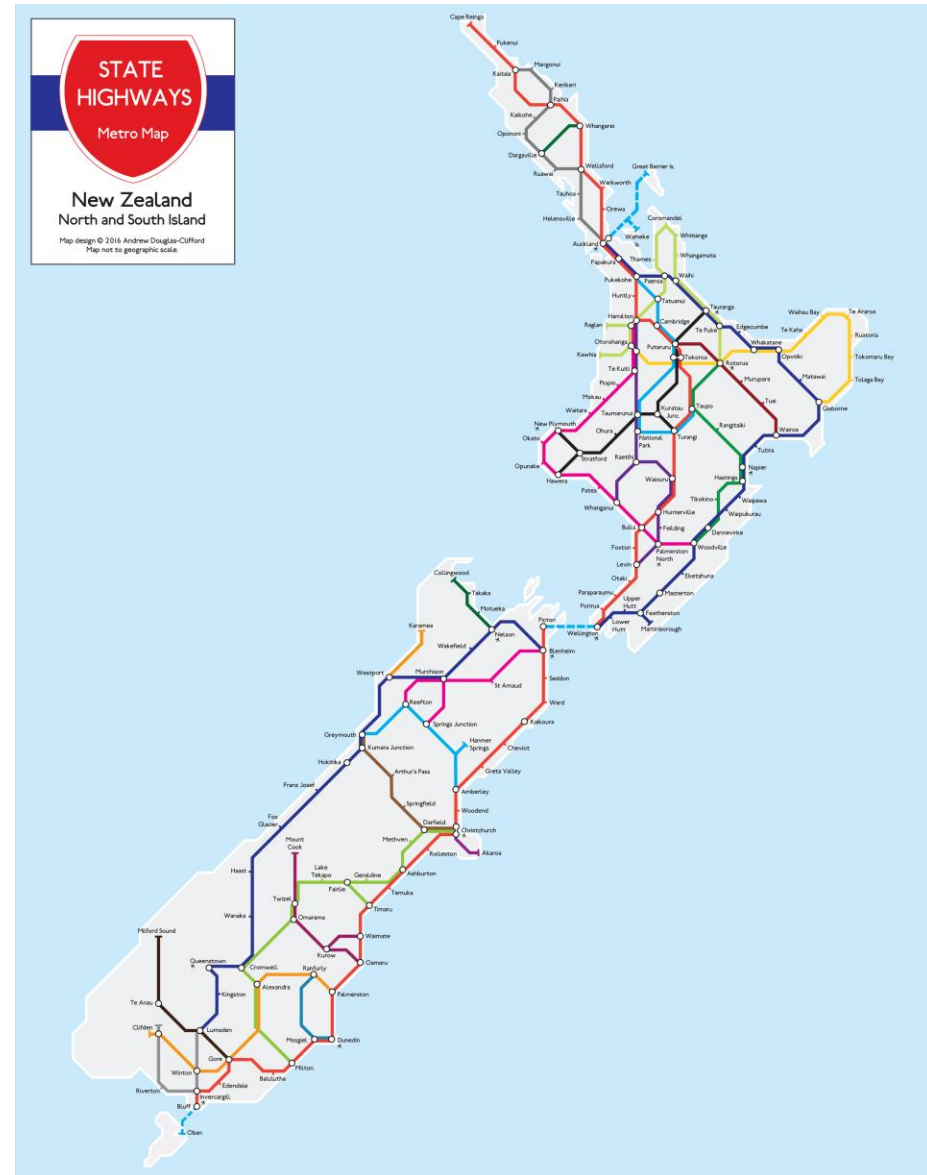 STATE
HIGHWAYS
Metro Map
New Zealand
North and South Island
Map design © 2016 Andrew Douglas-Clifford
Map not to geographic scale.
Cape Reinga
Pukenui
Kaitaia
Mangonui
Kerikeri
Paihia
Kaikohe
Opononi
Whangarei
Dargaville
Ruawai
Wellsford
Great Barrier Is.
Warkworth
Tauhoa
Orewa
Helensville
Coromandel
Waiheke
Is.
Whitianga
Auckland
Thames
Whangamata
Papakura
Pukekohe
Paeroa
Waihi
Huntly
Tatuanui
Tauranga
Te Araroa
Waihau Bay
Hamilton
Cambridge
Te Puke
Edgecumbe
Te Kaha
Raglan
Ruatoria
Otorohanga
Putaruru
Whakatane
Kawhia
Tokoroa
Rotorua
Opotiki
Tokomaru Bay
Te Kuiti
Matawai
Piopio
Murupara
Tolaga Bay
Mokau
Tuai
Waitara
Taumarunui
Kuratau
Junc.
Taupo
Gisborne
New Plymouth
Ohura
Rangitaiki
Okato
National
Park
Turangi
Wairoa
Stratford
Tutira
Opunake
Raetihi
Napier
Hawera
Waiouru
Hastings
Patea
Tikokino
Waipawa
Whanganui
Hunterville
Waipukurau
Bulls
Feilding
Dannevirke
Foxton
Palmerston
North
Woodville
Levin
Otaki
Eketahuna
Paraparaumu
Masterton
Porirua
Upper
Hutt
Featherston
Wellington
Lower
Hutt
Martinborough
Collingwood
Takaka
Motueka
Karamea
Picton
Nelson
Wakefield
Blenheim
Westport
Murchison
St Arnaud
Seddon
Reefton
Ward
Springs Junction
Kaikoura
Greymouth
Hanmer
Springs
Kumara Junction
Cheviot
Hokitika
Arthur's Pass
Greta Valley
Franz Josef
Amberley
Springfield
Woodend
Fox
Glacier
Darfield
Christchurch
Mount
Cook
Methven
Rolleston
Akaroa
Haast
Lake
Tekapo
Geraldine
Ashburton
Fairlie
Temuka
Twizel
Timaru
Wanaka
Omarama
Milford Sound
Waimate
Kurow
Queenstown
Cromwell
Ranfurly
Oamaru
Kingston
Alexandra
Palmerston
Te Anau
Clifden
Lumsden
Mosgiel
Dunedin
Gore
Winton
Milton
Balclutha
Riverton
Edendale
Invercargill
Bluff
Oban